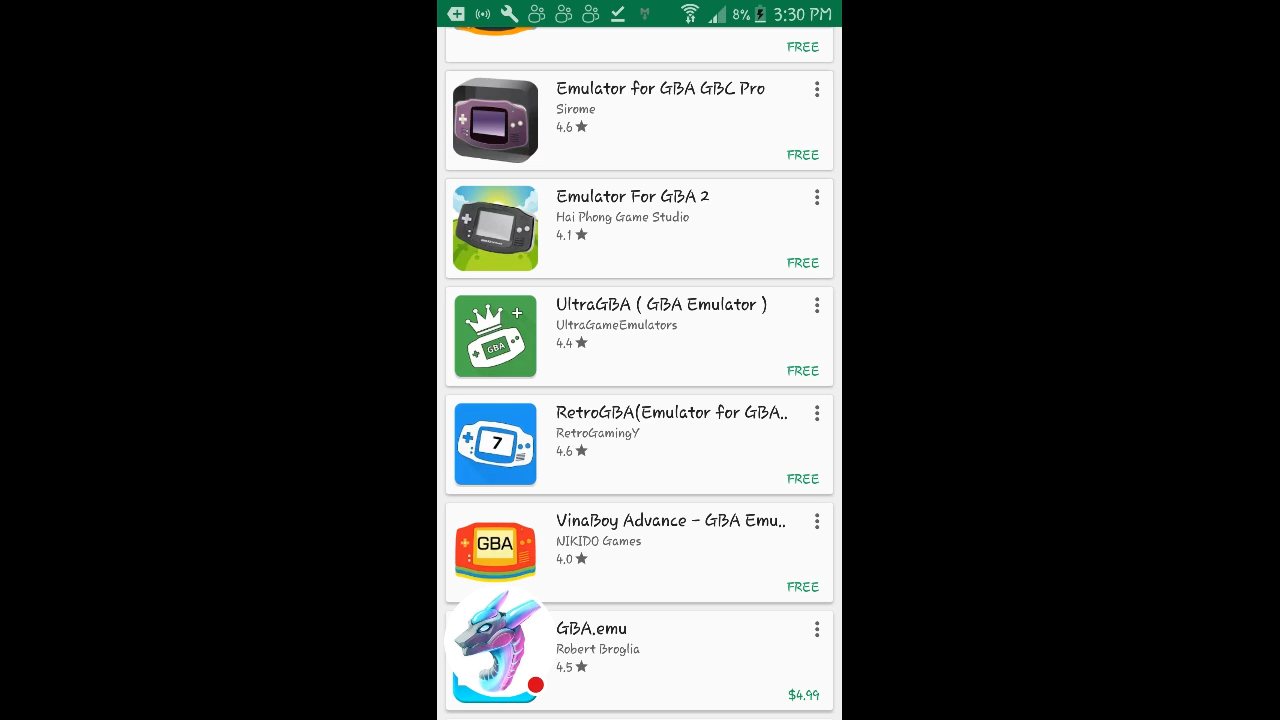 8% 3:30 PM
FREE
Emulator for GBA GBC Pro
Sirome
4.6
FREE
Emulator For GBA 2
Hai Phong Game Studio
4.1
FREE
UltraGBA ( GBA Emulator )
UltraGameEmulators
4.4
FREE
GBA
RetroGBA(Emulator for GBA..
RetroGamingY
4.6
FREE
7
VinaBoy Advance - GBA Emu..
NIKIDO Games
4.0
FREE
GBA
GBA.emu
Robert Broglia
4.5
$4.99